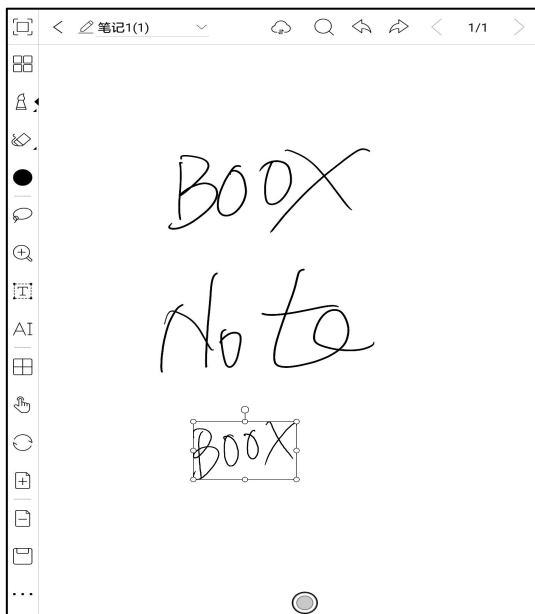 笔记1(1)
1/1
T
AI
BOOX
Note
BOOX